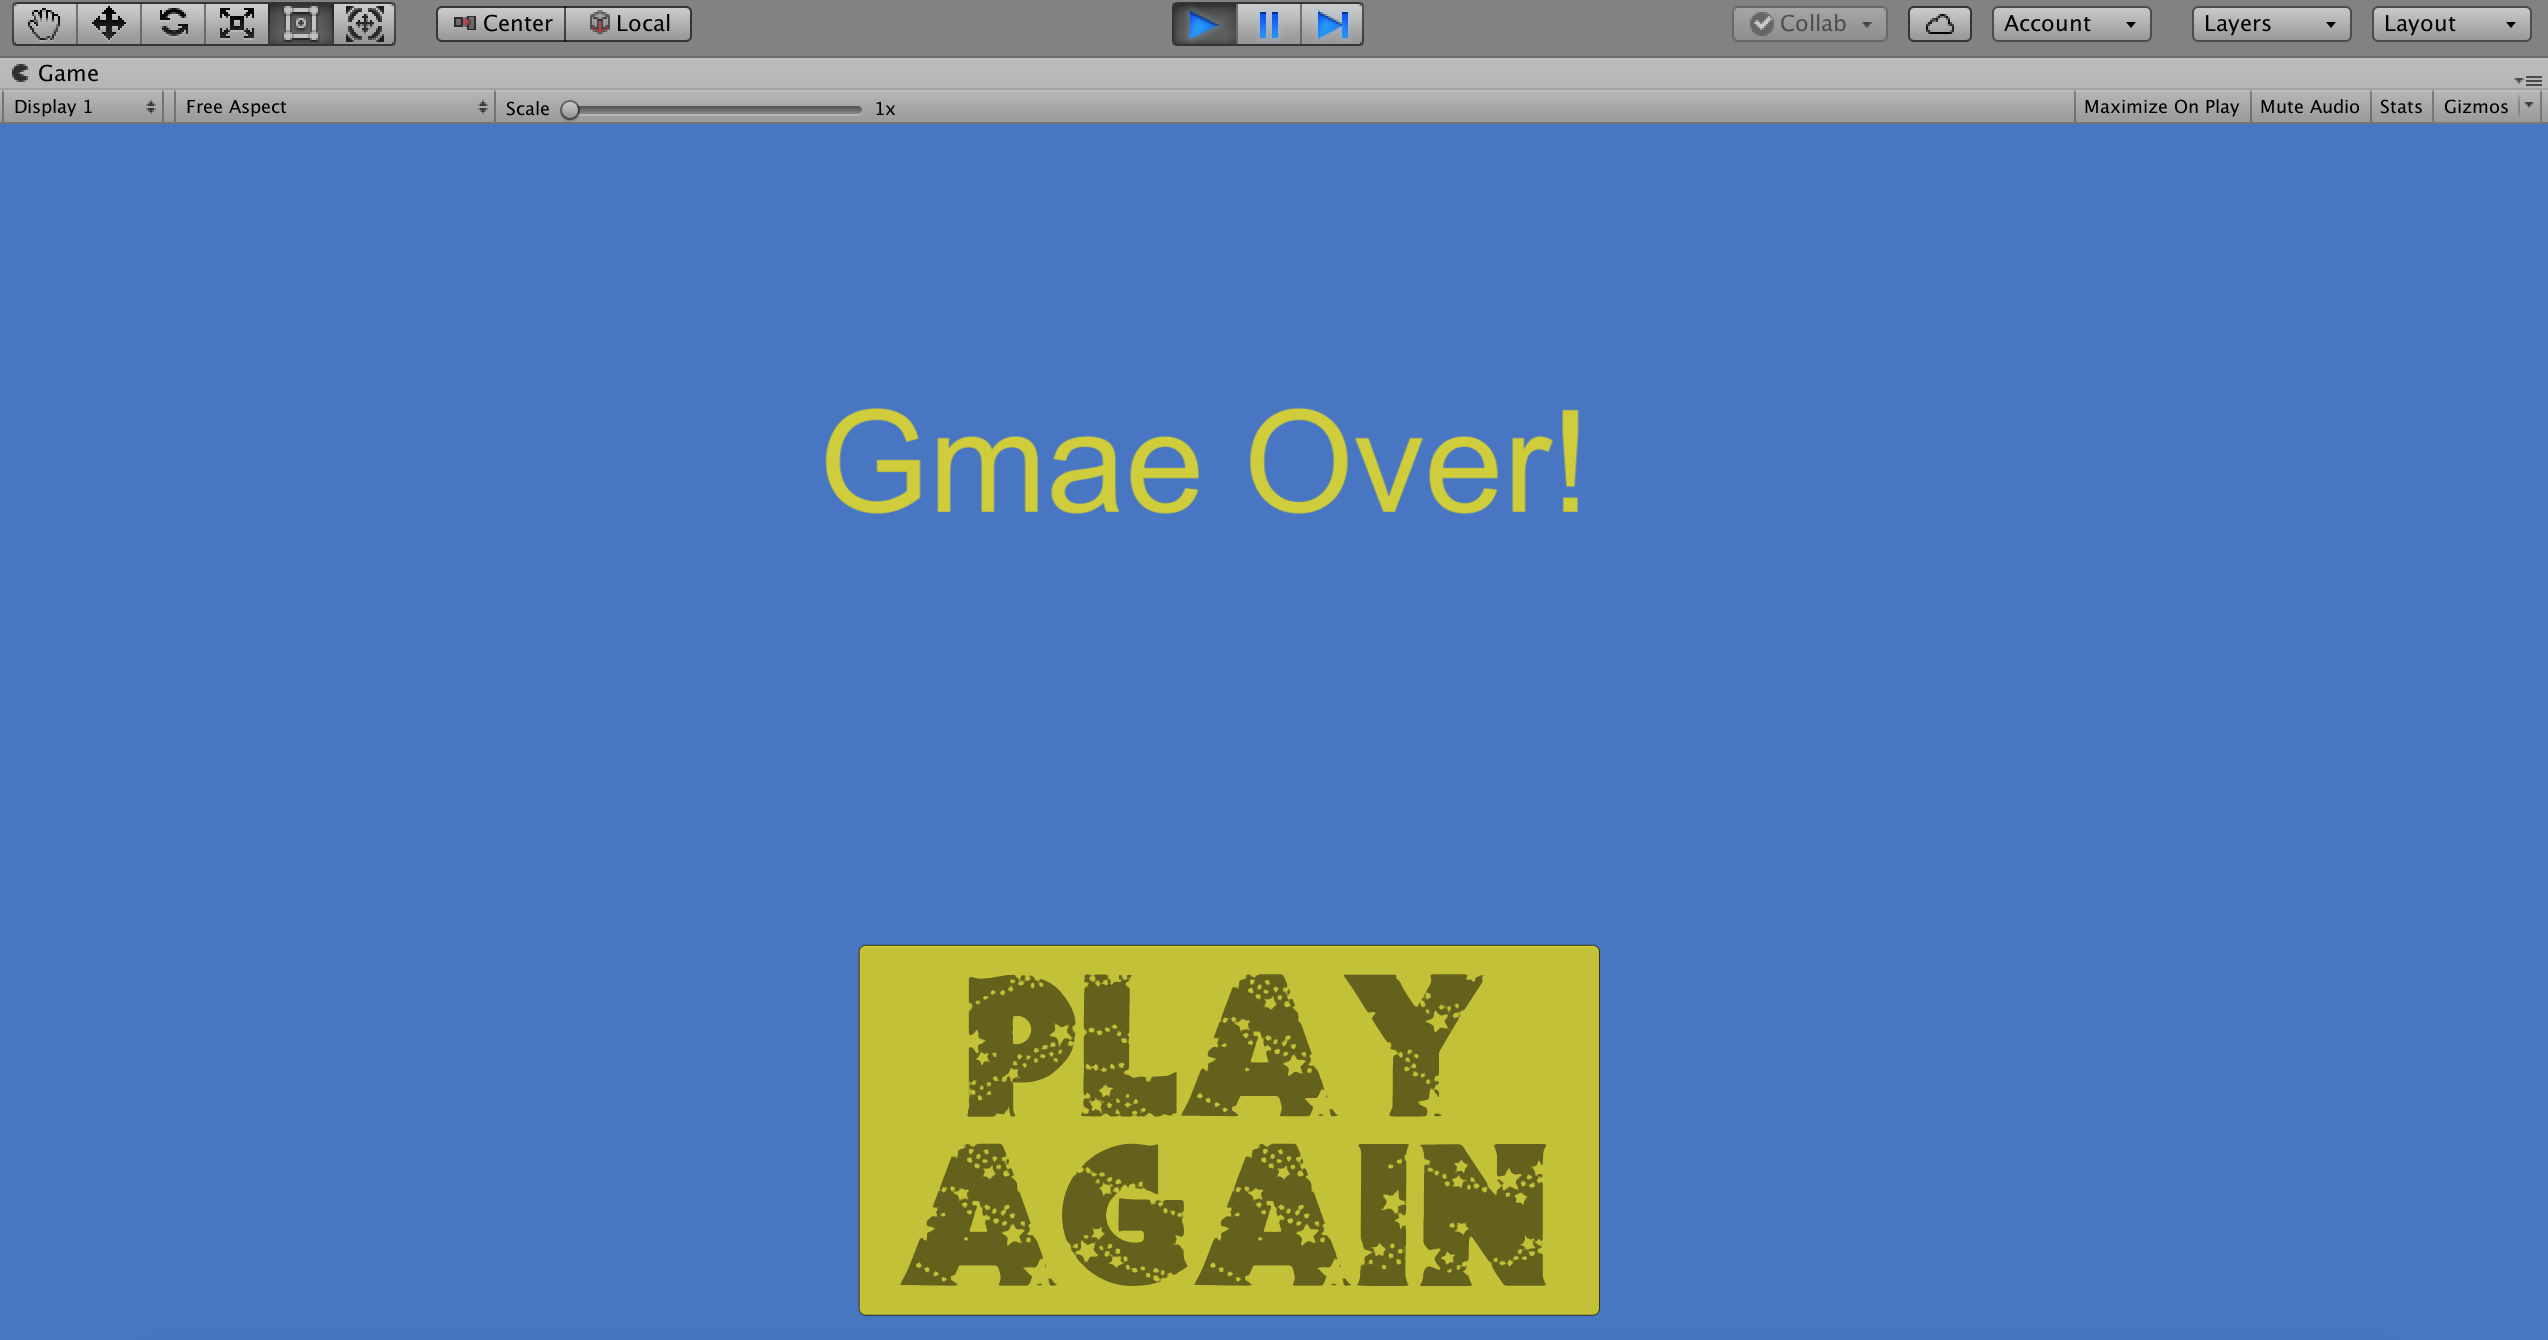 Center Local Collab Account Layers Layout
Game
Display 1 Free Aspect Scale 1x Maximize On Play Mute Audio Stats Gizmos
Gmae Over!
PLAY
AGAIN